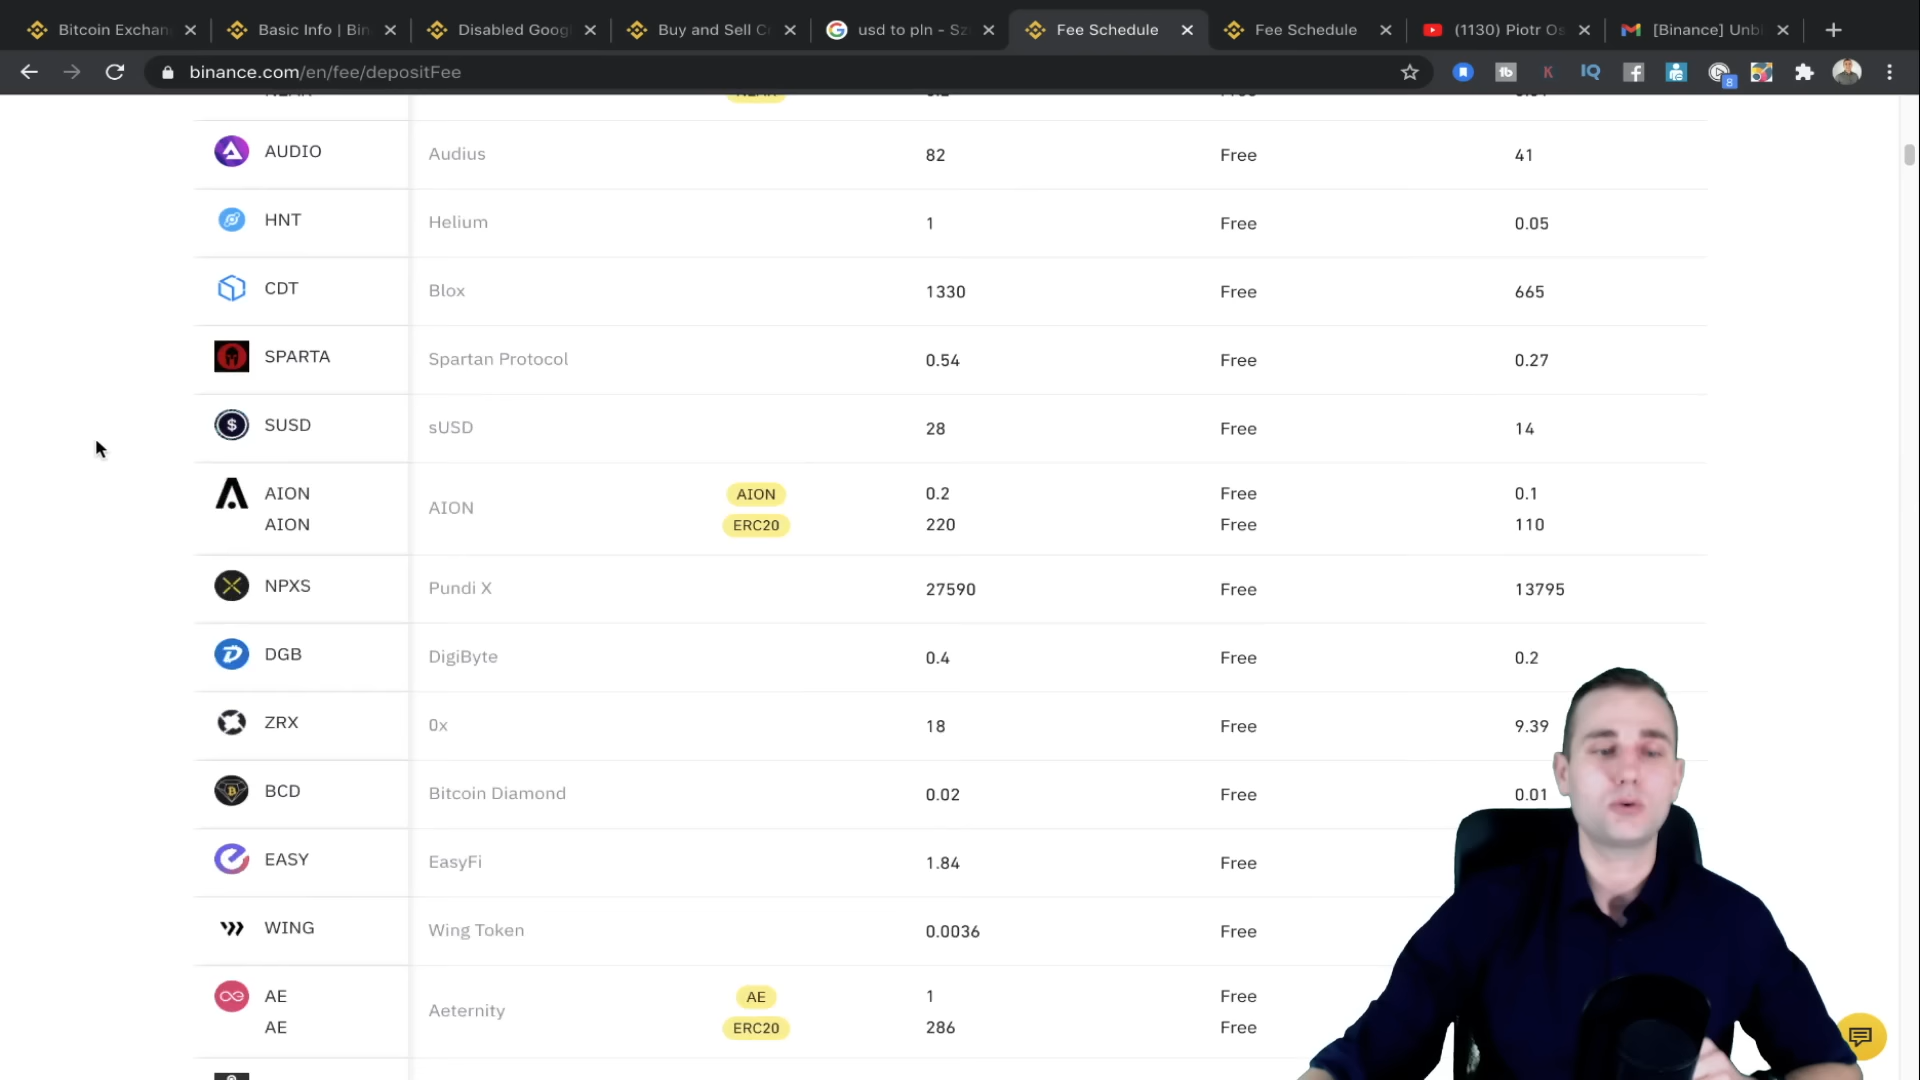 Bitcoin Exchan
Basic Info | Bin
Disabled Goog
Buy and Sell C
usd to pln - Sz
Fee Schedule
Fee Schedule
(1130) Piotr Os
[Binance] Unbl
binance.com/en/fee/depositFee
8
AUDIO Audius 82 Free 41
HNT Helium 1 Free 0.05
CDT Blox 1330 Free 665
SPARTA Spartan Protocol 0.54 Free 0.27
SUSD sUSD 28 Free 14
AION AION AION 0.2 Free 0.1
AION ERC20 220 Free 110
NPXS Pundi X 27590 Free 13795
DGB DigiByte 0.4 Free 0.2
ZRX 0x 18 Free 9.39
BCD Bitcoin Diamond 0.02 Free 0.01
EASY EasyFi 1.84 Free
WING Wing Token 0.0036 Free
AE Aeternity AE 1 Free
AE ERC20 286 Free